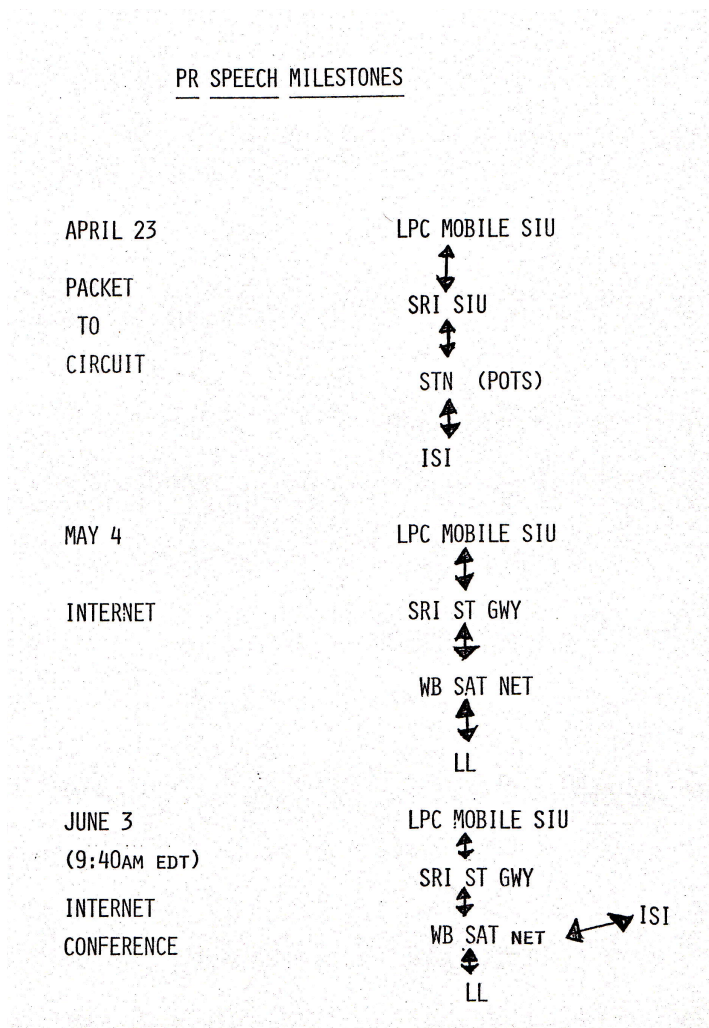 PR SPEECH MILESTONES
APRIL 23
PACKET
TO
CIRCUIT
LPC MOBILE SIU
SRI SIU
STN (POTS)
ISI
MAY 4
INTERNET
LPC MOBILE SIU
SRI ST GWY
WB SAT NET
LL
JUNE 3
(9:40AM EDT)
INTERNET
CONFERENCE
LPC MOBILE SIU
SRI ST GWY
WB SAT NET
ISI
LL